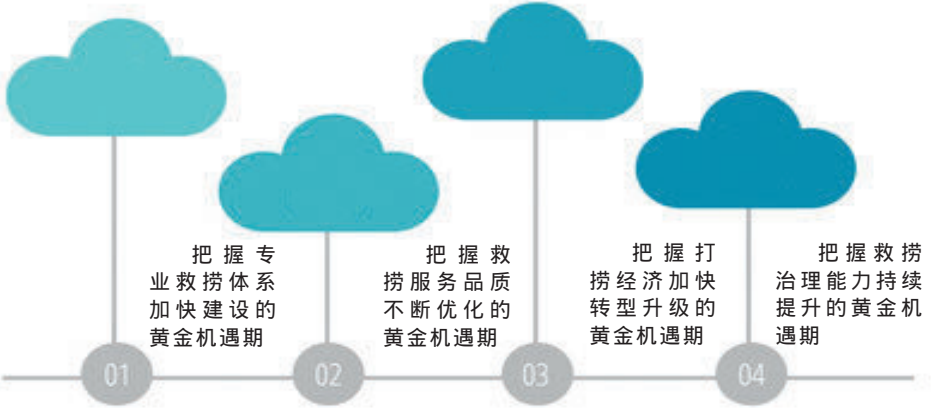 把握专
业救捞体系
加快建设的
黄金机遇期
把握救
捞服务品质
不断优化的
黄金机遇期
把握打
捞经济加快
转型升级的
黄金机遇期
把握救捞
治理能力持续
提升的黄金机
遇期
01
02
03
04